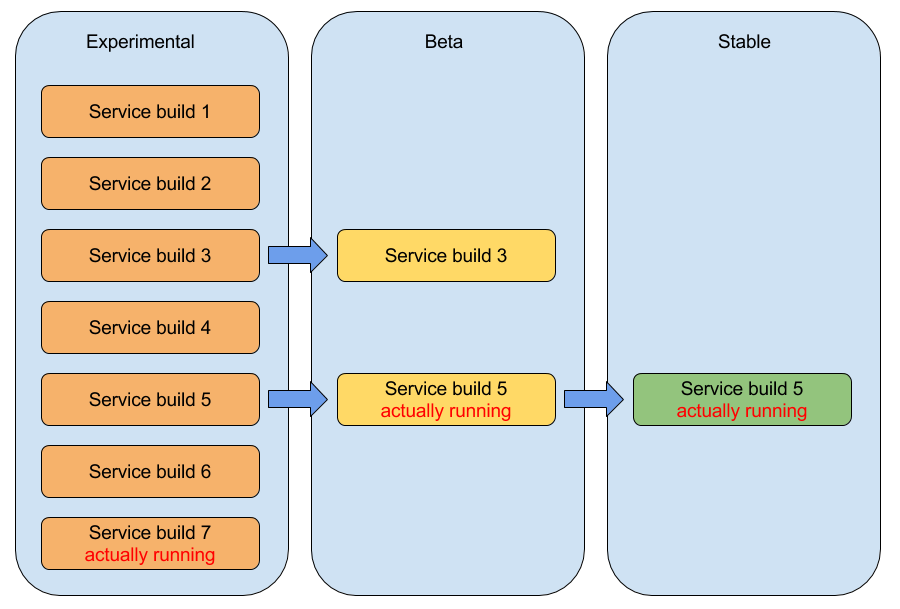 Experimental
Service build 1
Service build 2
Service build 3
Service build 4
Service build 5
Service build 6
Service build 7
actually running
Beta
Service build 3
Service build 5
actually running
Stable
Service build 5
actually running